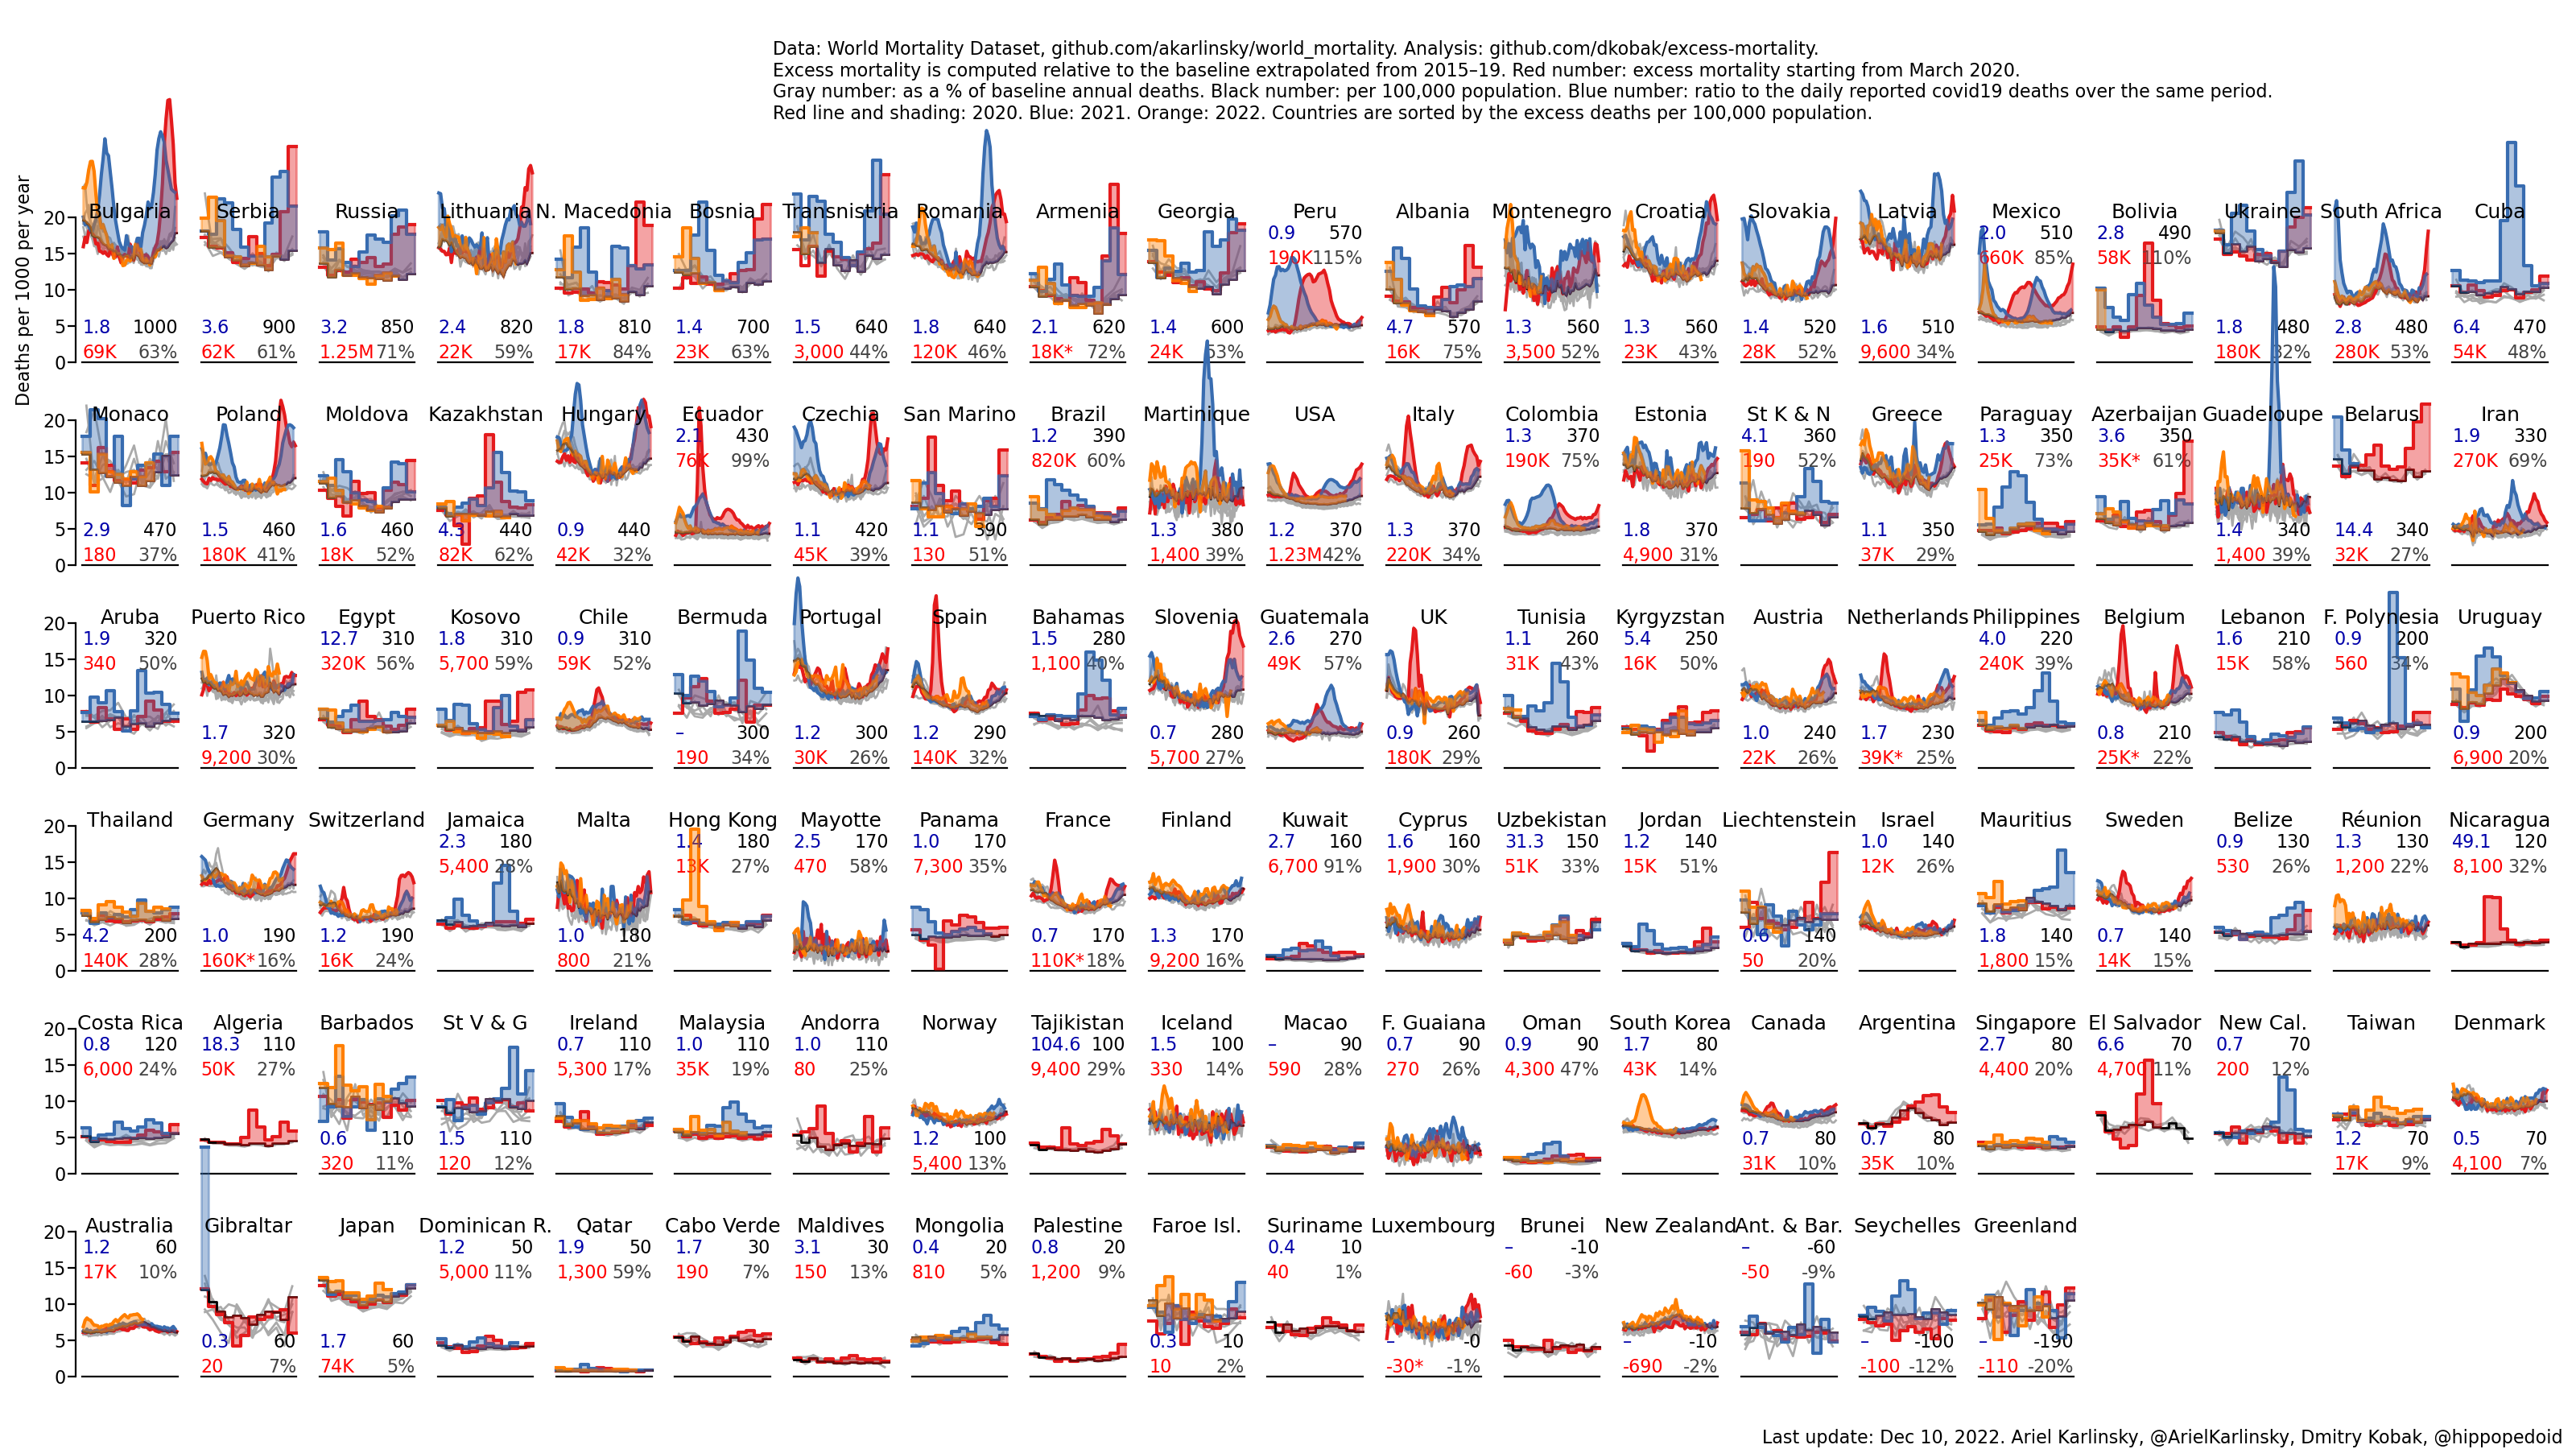 Data: World Mortality Dataset, github.com/akarlinsky/world_mortality. Analysis: github.com/dkobak/excess-mortality.
Excess mortality is computed relative to the baseline extrapolated from 2015–19. Red number: excess mortality starting from March 2020.
Gray number: as a % of baseline annual deaths. Black number: per 100,000 population. Blue number: ratio to the daily reported covid19 deaths over the same period.
Red line and shading: 2020. Blue: 2021. Orange: 2022. Countries are sorted by the excess deaths per 100,000 population.
Deaths per 1000 per year
20 15 10 5 0
Bulgaria 1.8 1000 69K 63%
Serbia 3.6 900 62K 61%
Russia 3.2 850 1.25M 71%
Lithuania 2.4 820 22K 59%
N. Macedonia 1.8 810 17K 84%
Bosnia 1.4 700 23K 63%
Transnistria 1.5 640 3,000 44%
Romania 1.8 640 120K 46%
Armenia 2.1 620 18K* 72%
Georgia 1.4 600 24K 53%
Peru 0.9 570 190K 115%
Albania 4.7 570 16K 75%
Montenegro 1.3 560 3,500 52%
Croatia 1.3 560 23K 43%
Slovakia 1.4 520 28K 52%
Latvia 1.6 510 9,600 34%
Mexico 2.0 510 660K 85%
Bolivia 2.8 490 58K 110%
Ukraine 1.8 480 180K 32%
South Africa 2.8 480 280K 53%
Cuba 6.4 470 54K 48%
20 15 10 5 0
Monaco 2.9 470 180 37%
Poland 1.5 460 180K 41%
Moldova 1.6 460 18K 52%
Kazakhstan 4.3 440 82K 62%
Hungary 0.9 440 42K 32%
Ecuador 2.1 430 76K 99%
Czechia 1.1 420 45K 39%
San Marino 1.1 390 130 51%
Brazil 1.2 390 820K 60%
Martinique 1.3 380 1,400 39%
USA 1.2 370 1.23M 42%
Italy 1.3 370 220K 34%
Colombia 1.3 370 190K 75%
Estonia 1.8 370 4,900 31%
St K & N 4.1 360 190 52%
Greece 1.1 350 37K 29%
Paraguay 1.3 350 25K 73%
Azerbaijan 3.6 350 35K* 61%
Guadeloupe 1.4 340 1,400 39%
Belarus 14.4 340 32K 27%
Iran 1.9 330 270K 69%
20 15 10 5 0
Aruba 1.9 320 340 50%
Puerto Rico 1.7 320 9,200 30%
Egypt 12.7 310 320K 56%
Kosovo 1.8 310 5,700 59%
Chile 0.9 310 59K 52%
Bermuda – 300 190 34%
Portugal 1.2 300 30K 26%
Spain 1.2 290 140K 32%
Bahamas 1.5 280 1,100 40%
Slovenia 0.7 280 5,700 27%
Guatemala 2.6 270 49K 57%
UK 0.9 260 180K 29%
Tunisia 1.1 260 31K 43%
Kyrgyzstan 5.4 250 16K 50%
Austria 1.0 240 22K 26%
Netherlands 1.7 230 39K* 25%
Philippines 4.0 220 240K 39%
Belgium 0.8 210 25K* 22%
Lebanon 1.6 210 15K 58%
F. Polynesia 0.9 200 560 34%
Uruguay 0.9 200 6,900 20%
20 15 10 5 0
Thailand 4.2 200 140K 28%
Germany 1.0 190 160K* 16%
Switzerland 1.2 190 16K 24%
Jamaica 2.3 180 5,400 28%
Malta 1.0 180 800 21%
Hong Kong 1.4 180 13K 27%
Mayotte 2.5 170 470 58%
Panama 1.0 170 7,300 35%
France 0.7 170 110K* 18%
Finland 1.3 170 9,200 16%
Kuwait 2.7 160 6,700 91%
Cyprus 1.6 160 1,900 30%
Uzbekistan 31.3 150 51K 33%
Jordan 1.2 140 15K 51%
Liechtenstein 0.6 140 50 20%
Israel 1.0 140 12K 26%
Mauritius 1.8 140 1,800 15%
Sweden 0.7 140 14K 15%
Belize 0.9 130 530 26%
Réunion 1.3 130 1,200 22%
Nicaragua 49.1 120 8,100 32%
20 15 10 5 0
Costa Rica 0.8 120 6,000 24%
Algeria 18.3 110 50K 27%
Barbados 0.6 110 320 11%
St V & G 1.5 110 120 12%
Ireland 0.7 110 5,300 17%
Malaysia 1.0 110 35K 19%
Andorra 1.0 110 80 25%
Norway 1.2 100 5,400 13%
Tajikistan 104.6 100 9,400 29%
Iceland 1.5 100 330 14%
Macao – 90 590 28%
F. Guaiana 0.7 90 270 26%
Oman 0.9 90 4,300 47%
South Korea 1.7 80 43K 14%
Canada 0.7 80 31K 10%
Argentina 0.7 80 35K 10%
Singapore 2.7 80 4,400 20%
El Salvador 6.6 70 4,700 11%
New Cal. 0.7 70 200 12%
Taiwan 1.2 70 17K 9%
Denmark 0.5 70 4,100 7%
20 15 10 5 0
Australia 1.2 60 17K 10%
Gibraltar 0.3 60 20 7%
Japan 1.7 60 74K 5%
Dominican R. 1.2 50 5,000 11%
Qatar 1.9 50 1,300 59%
Cabo Verde 1.7 30 190 7%
Maldives 3.1 30 150 13%
Mongolia 0.4 20 810 5%
Palestine 0.8 20 1,200 9%
Faroe Isl. 0.3 10 10 2%
Suriname 0.4 10 40 1%
Luxembourg – -0 -30* -1%
Brunei – -10 -60 -3%
New Zealand – -10 -690 -2%
Ant. & Bar. – -60 -50 -9%
Seychelles – -100 -100 -12%
Greenland – -190 -110 -20%
Last update: Dec 10, 2022. Ariel Karlinsky, @ArielKarlinsky, Dmitry Kobak, @hippopedoid